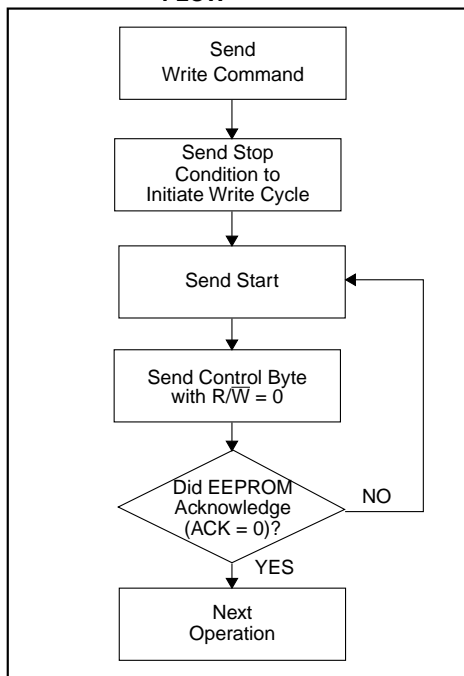 Send
Write Command
Send Stop
Condition to
Initiate Write Cycle
Send Start
Send Control Byte
with R/W̅ = 0
Did EEPROM
Acknowledge
(ACK = 0)?
NO
YES
Next
Operation